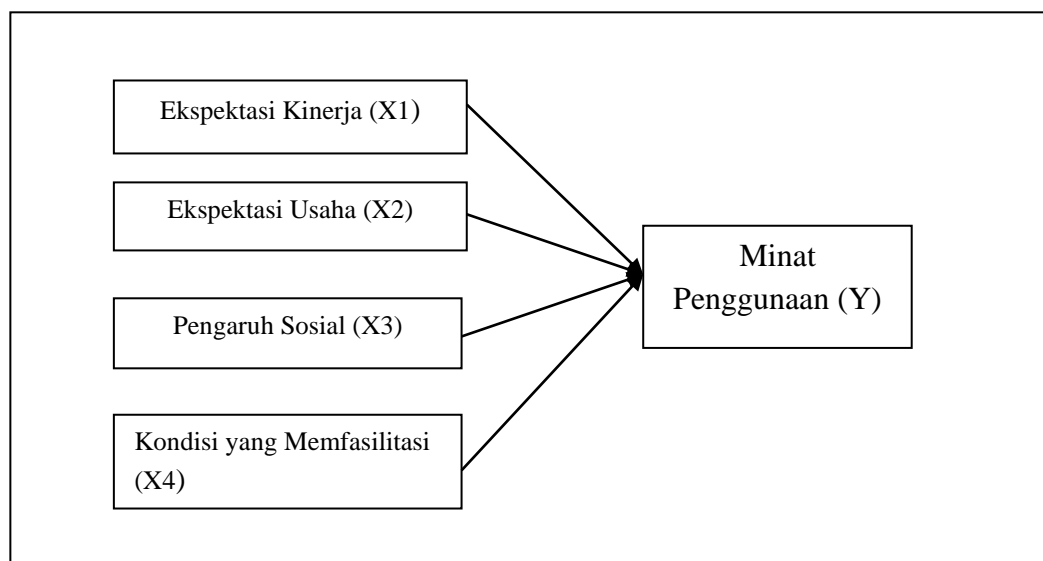 Ekspektasi Kinerja (X1)
Ekspektasi Usaha (X2)
Pengaruh Sosial (X3)
Kondisi yang Memfasilitasi
(X4)
Minat
Penggunaan (Y)